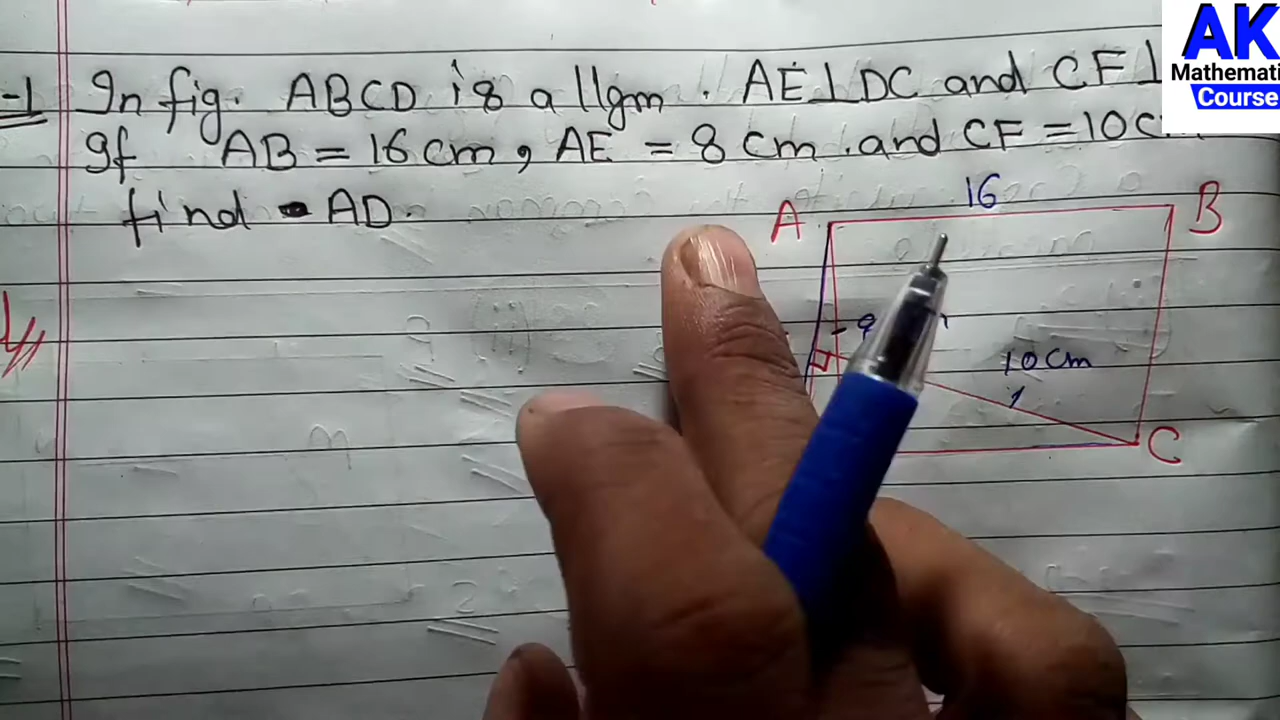 -1 In fig. ABCD is a llgm. AE⊥DC and CF⊥
If AB = 16 cm, AE = 8 cm and CF = 10 c
find AD.
16
A
B
10 cm
C
AK
Mathemati
Course